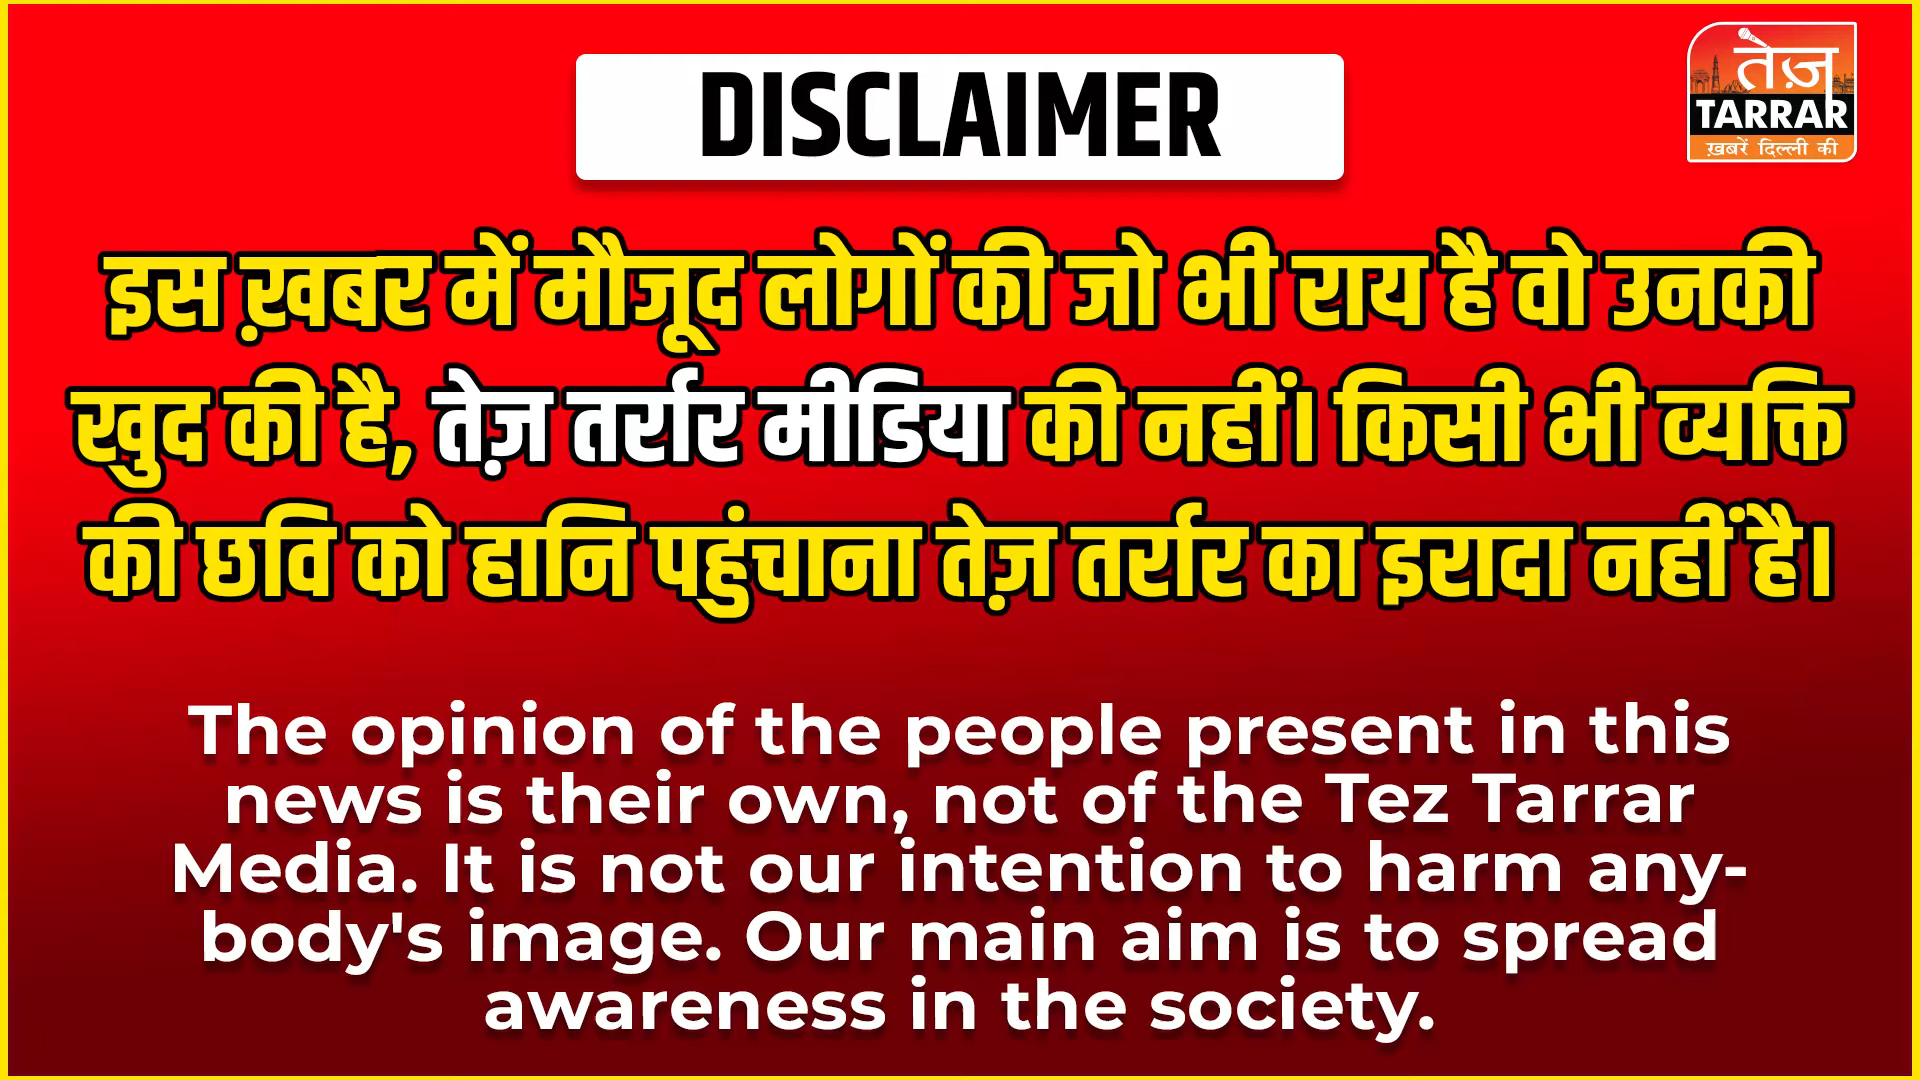 DISCLAIMER
तेज़
TARRAR
ख़बरें दिल्ली की
इस ख़बर में मौजूद लोगों की जो भी राय है वो उनकी
खुद की है, तेज़ तर्रार मीडिया की नहीं। किसी भी व्यक्ति
की छवि को हानि पहुंचाना तेज़ तर्रार का इरादा नहीं है।
The opinion of the people present in this
news is their own, not of the Tez Tarrar
Media. It is not our intention to harm any-
body's image. Our main aim is to spread
awareness in the society.